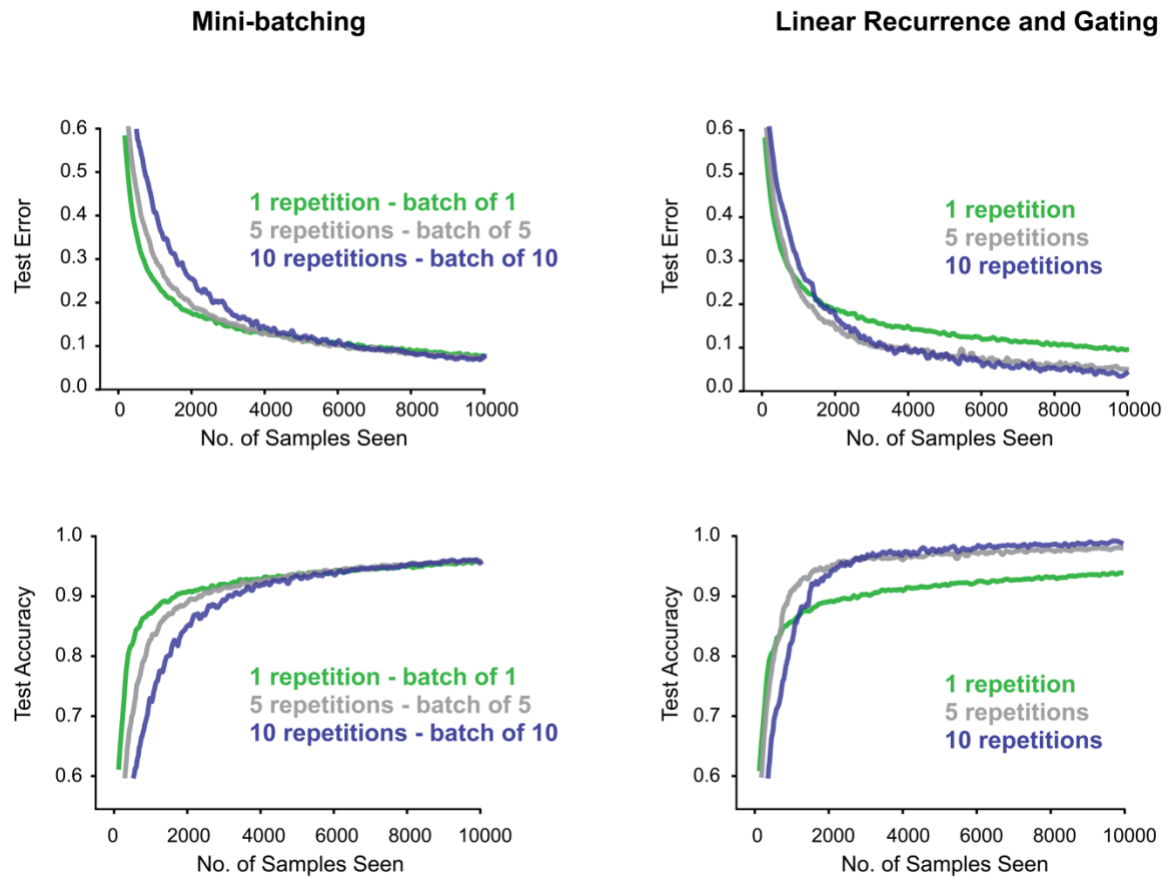 Mini-batching
Linear Recurrence and Gating
0.6
0.5
0.4
0.3
0.2
0.1
0.0
Test Error
1 repetition - batch of 1
5 repetitions - batch of 5
10 repetitions - batch of 10
0 2000 4000 6000 8000 10000
No. of Samples Seen
0.6
0.5
0.4
0.3
0.2
0.1
0.0
Test Error
1 repetition
5 repetitions
10 repetitions
0 2000 4000 6000 8000 10000
No. of Samples Seen
1.0
0.9
0.8
0.7
0.6
Test Accuracy
1 repetition - batch of 1
5 repetitions - batch of 5
10 repetitions - batch of 10
0 2000 4000 6000 8000 10000
No. of Samples Seen
1.0
0.9
0.8
0.7
0.6
Test Accuracy
1 repetition
5 repetitions
10 repetitions
0 2000 4000 6000 8000 10000
No. of Samples Seen